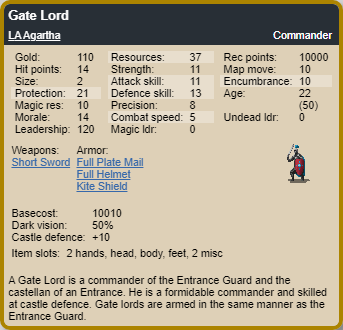 Gate Lord
LA Agartha Commander
Gold: 110 Resources: 37 Rec points: 10000
Hit points: 14 Strength: 11 Map move: 10
Size: 2 Attack skill: 11 Encumbrance: 10
Protection: 21 Defence skill: 13 Age: 22
Magic res: 10 Precision: 8 (50)
Morale: 14 Combat speed: 5 Undead ldr: 0
Leadership: 120 Magic ldr: 0
Weapons: Armor:
Short Sword Full Plate Mail
Full Helmet
Kite Shield
Basecost: 10010
Dark vision: 50%
Castle defence: +10
Item slots: 2 hands, head, body, feet, 2 misc
A Gate Lord is a commander of the Entrance Guard and the
castellan of an Entrance. He is a formidable commander and skilled
at castle defence. Gate lords are armed in the same manner as the
Entrance Guard.